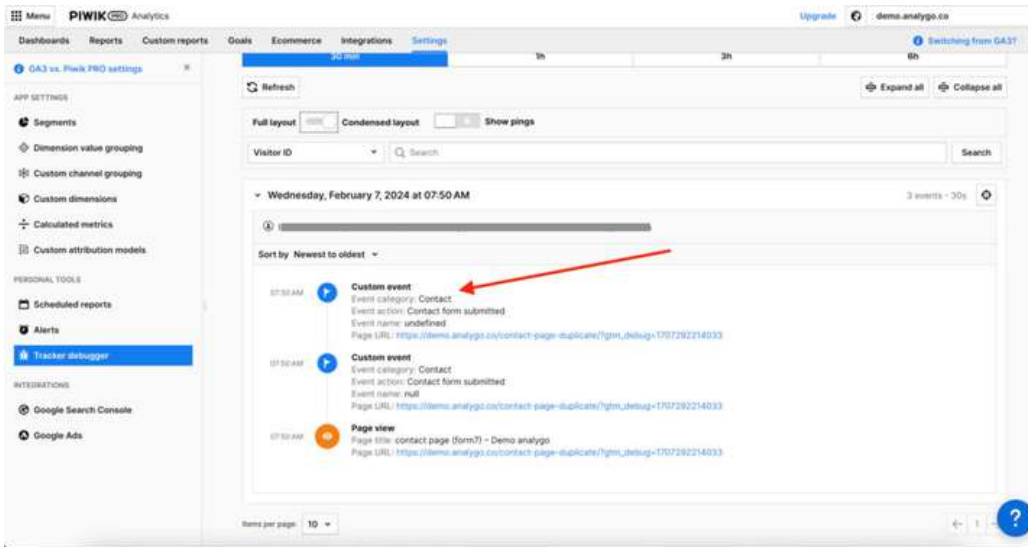 Menu PIWIK PRO Analytics Upgrade demo.analygo.co
Dashboards Reports Custom reports Goals Ecommerce Integrations Settings Switching from GA3?
GA3 vs. Piwik PRO settings
30 min 1h 3h 6h
Refresh Expand all Collapse all
APP SETTINGS
Segments
Full layout Condensed layout Show pings
Dimension value grouping
Visitor ID Search Search
Custom channel grouping
Custom dimensions
Wednesday, February 7, 2024 at 07:50 AM 3 events - 30s
Calculated metrics
Custom attribution models
Sort by Newest to oldest
PERSONAL TOOLS
Scheduled reports
Alerts
Tracker debugger
INTEGRATIONS
Google Search Console
Google Ads
07:50 AM Custom event
Event category: Contact
Event action: Contact form submitted
Event name: undefined
Page URL: https://demo.analygo.co/contact-page-duplicate/?gtm_debug=1707292214033
07:50 AM Custom event
Event category: Contact
Event action: Contact form submitted
Event name: null
Page URL: https://demo.analygo.co/contact-page-duplicate/?gtm_debug=1707292214033
07:50 AM Page view
Page title: contact page (form7) – Demo analygo
Page URL: https://demo.analygo.co/contact-page-duplicate/?gtm_debug=1707292214033
Items per page: 10 1 ?